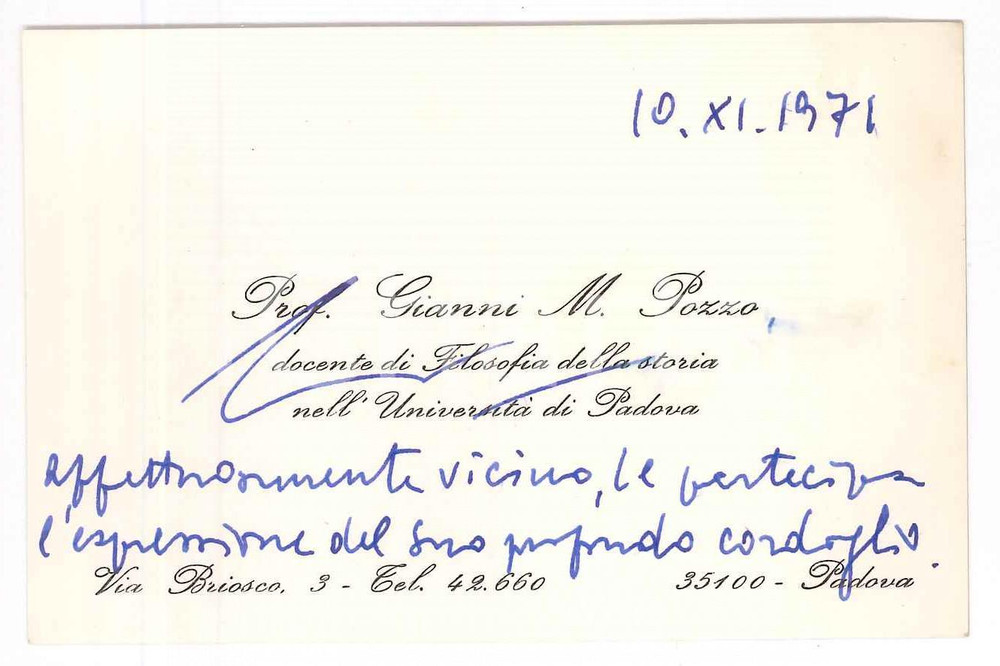 10. XI. 1971
Prof. Gianni M. Pozzo,
docente di Filosofia della storia
nell' Università di Padova
affettuosamente vicino, le partecipa
l'espressione del suo profondo cordoglio.
Via Briosco, 3 - Tel. 42.660 35100 - Padova